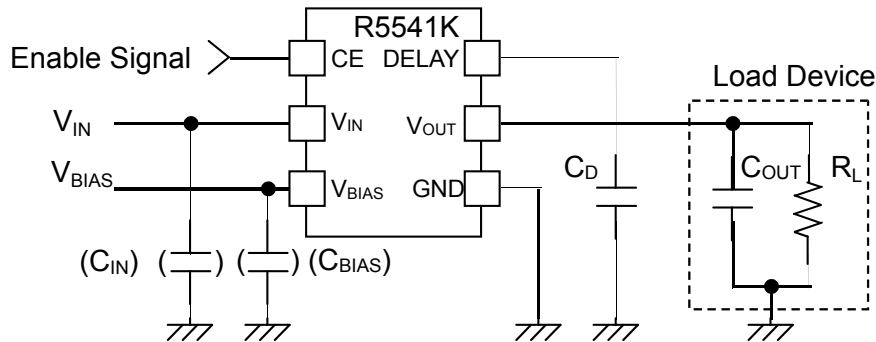 R5541K
Enable Signal
CE DELAY
Load Device
VIN
VIN
VOUT
CD
COUT
RL
VBIAS
VBIAS
GND
(CIN) ( ) ( ) (CBIAS)